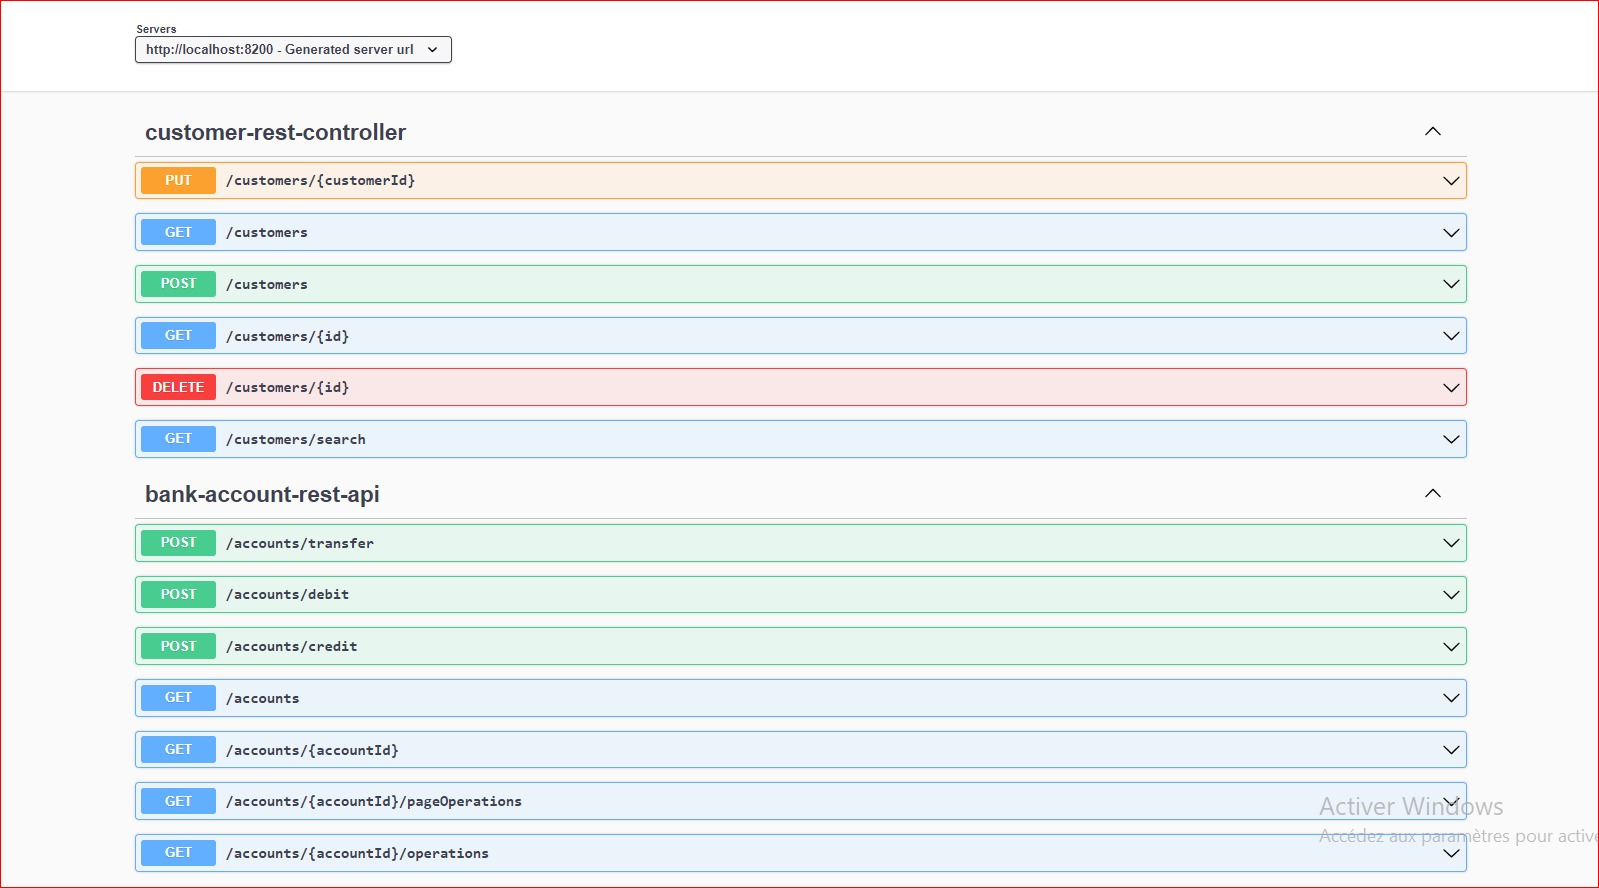 Servers
http://localhost:8200 - Generated server url
customer-rest-controller
PUT /customers/{customerId}
GET /customers
POST /customers
GET /customers/{id}
DELETE /customers/{id}
GET /customers/search
bank-account-rest-api
POST /accounts/transfer
POST /accounts/debit
POST /accounts/credit
GET /accounts
GET /accounts/{accountId}
GET /accounts/{accountId}/pageOperations
Activer Windows
Accédez aux paramètres pour active
GET /accounts/{accountId}/operations